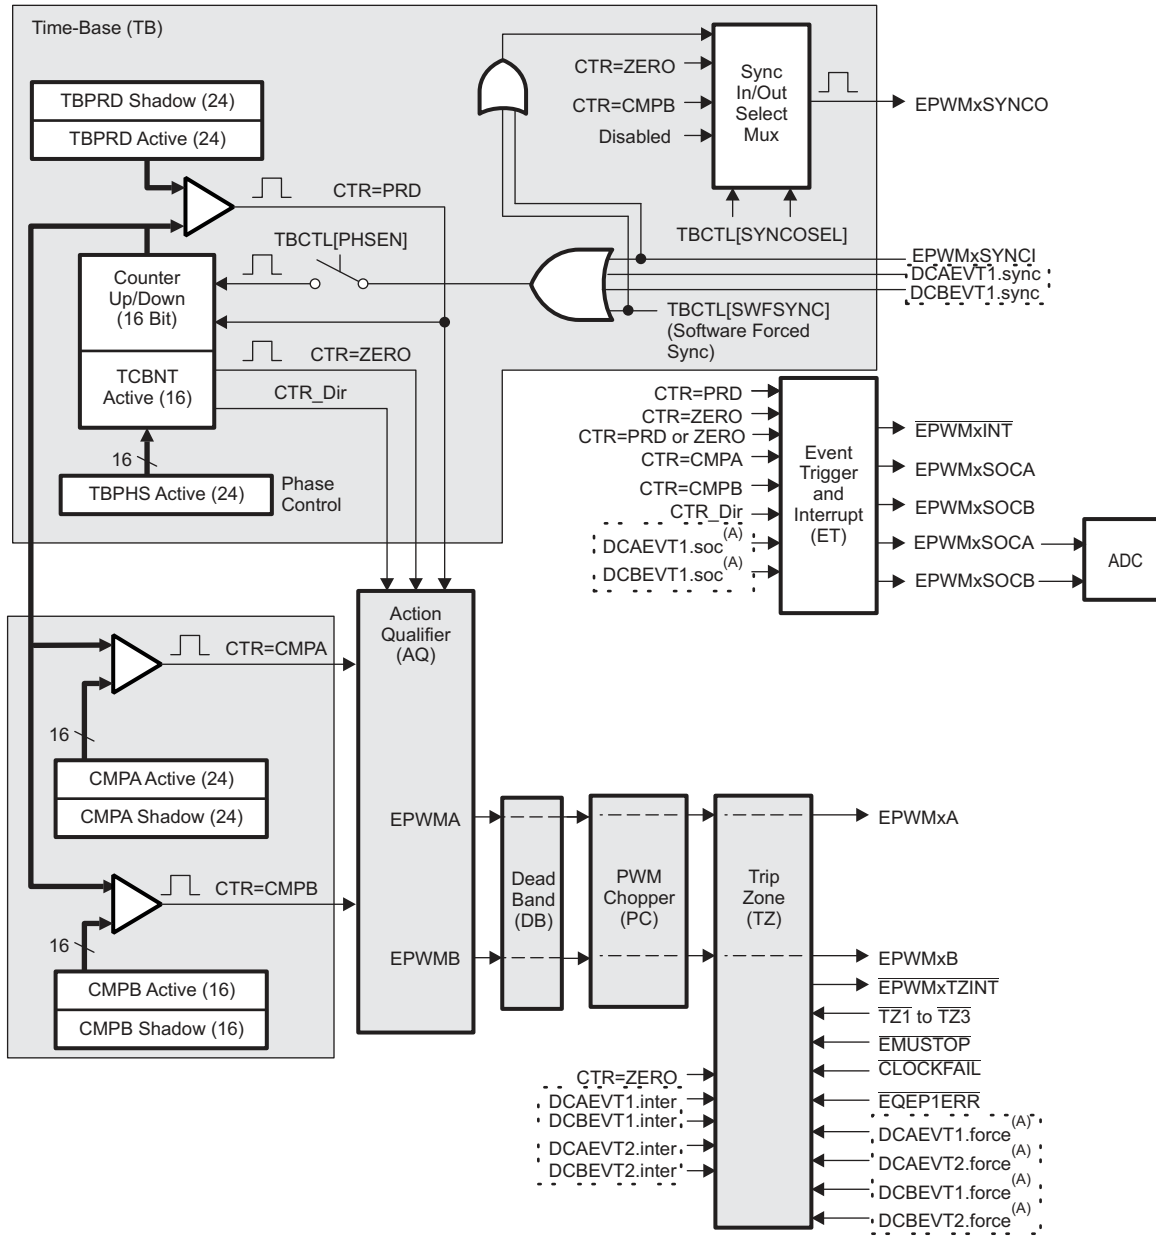 Time-Base (TB)
TBPRD Shadow (24)
TBPRD Active (24)
CTR=PRD
TBCTL[PHSEN]
Counter
Up/Down
(16 Bit)
TCBNT
Active (16)
CTR=ZERO
CTR_Dir
16
TBPHS Active (24)
Phase
Control
CTR=ZERO
CTR=CMPB
Disabled
Sync
In/Out
Select
Mux
EPWMxSYNCO
TBCTL[SYNCOSEL]
EPWMxSYNCI
DCAEVT1.sync
DCBEVT1.sync
TBCTL[SWFSYNC]
(Software Forced
Sync)
CTR=PRD
CTR=ZERO
CTR=PRD or ZERO
CTR=CMPA
CTR=CMPB
CTR_Dir
DCAEVT1.soc(A)
DCBEVT1.soc(A)
Event
Trigger
and
Interrupt
(ET)
EPWMxINT
EPWMxSOCA
EPWMxSOCB
EPWMxSOCA
EPWMxSOCB
ADC
Action
Qualifier
(AQ)
CTR=CMPA
16
CMPA Active (24)
CMPA Shadow (24)
CTR=CMPB
16
CMPB Active (16)
CMPB Shadow (16)
EPWMA
EPWMB
Dead
Band
(DB)
PWM
Chopper
(PC)
Trip
Zone
(TZ)
EPWMxA
EPWMxB
EPWMxTZINT
TZ1 to TZ3
EMUSTOP
CLOCKFAIL
EQEP1ERR
DCAEVT1.force(A)
DCAEVT2.force(A)
DCBEVT1.force(A)
DCBEVT2.force(A)
CTR=ZERO
DCAEVT1.inter
DCBEVT1.inter
DCAEVT2.inter
DCBEVT2.inter